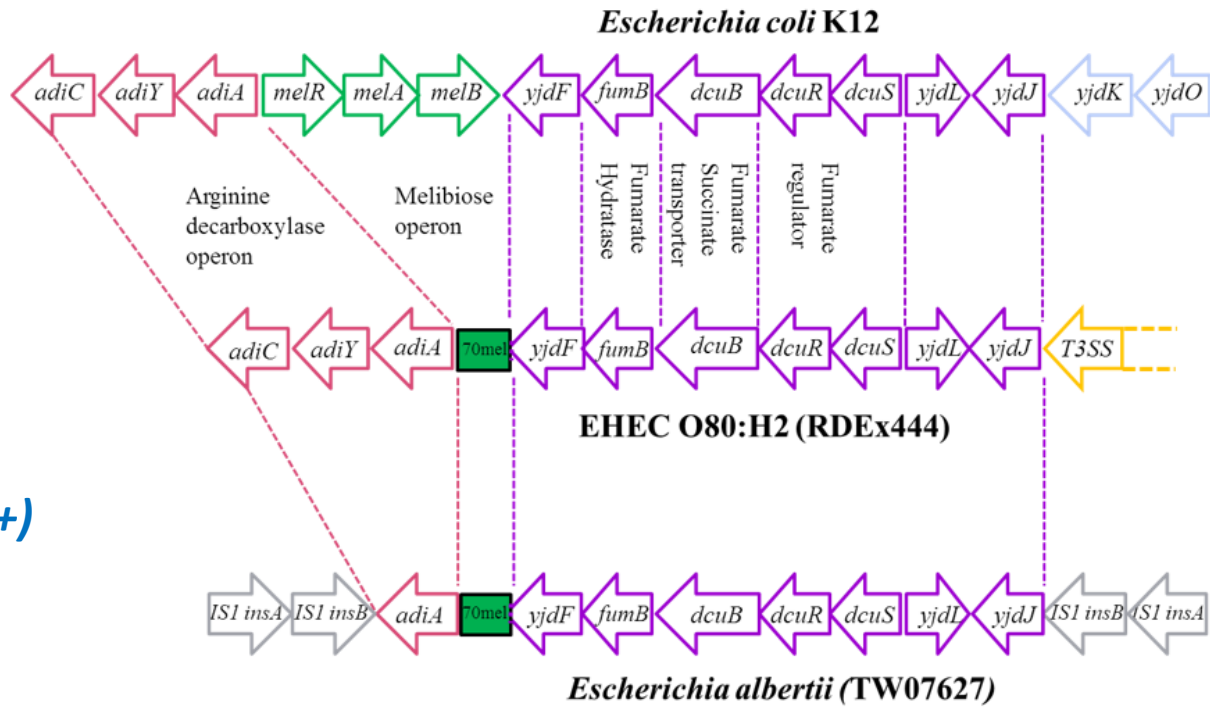 Escherichia coli K12
adiC adiY adiA melR melA melB yjdF fumB dcuB dcuR dcuS yjdL yjdJ yjdK yjdO
Arginine
decarboxylase
operon
Melibiose
operon
Fumarate
Hydratase
Fumarate
Succinate
transporter
Fumarate
regulator
adiC adiY adiA 70mel yjdF fumB dcuB dcuR dcuS yjdL yjdJ T3SS
EHEC O80:H2 (RDEx444)
+)
IS1 insA IS1 insB adiA 70mel yjdF fumB dcuB dcuR dcuS yjdL yjdJ IS1 insB IS1 insA
Escherichia albertii (TW07627)